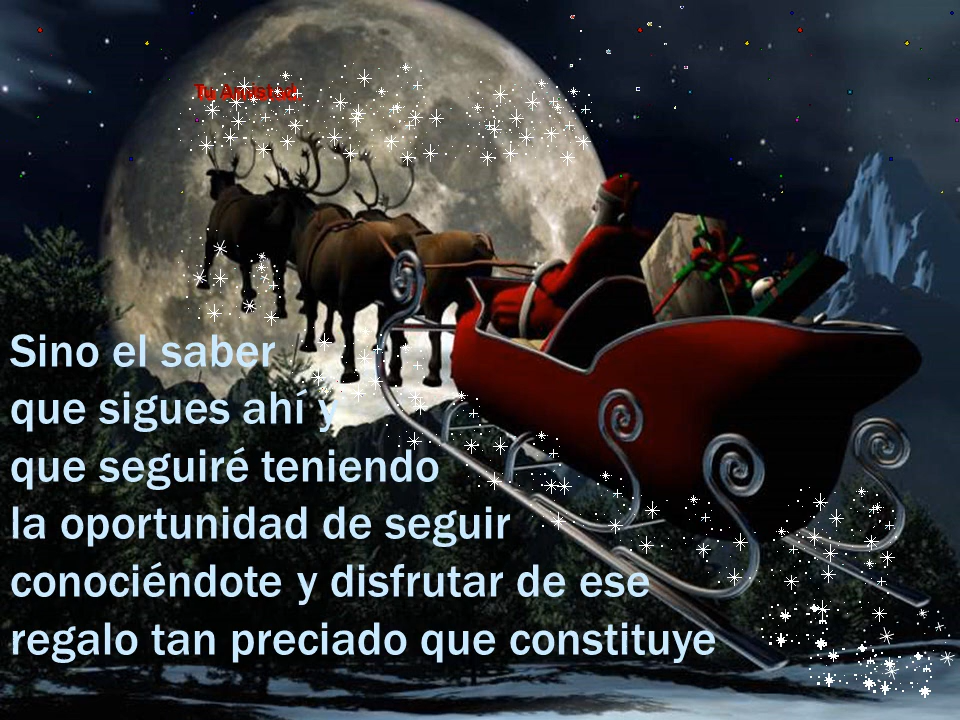 Tu Amistad.
Sino el saber
que sigues ahí y
que seguiré teniendo
la oportunidad de seguir
conociéndote y disfrutar de ese
regalo tan preciado que constituye